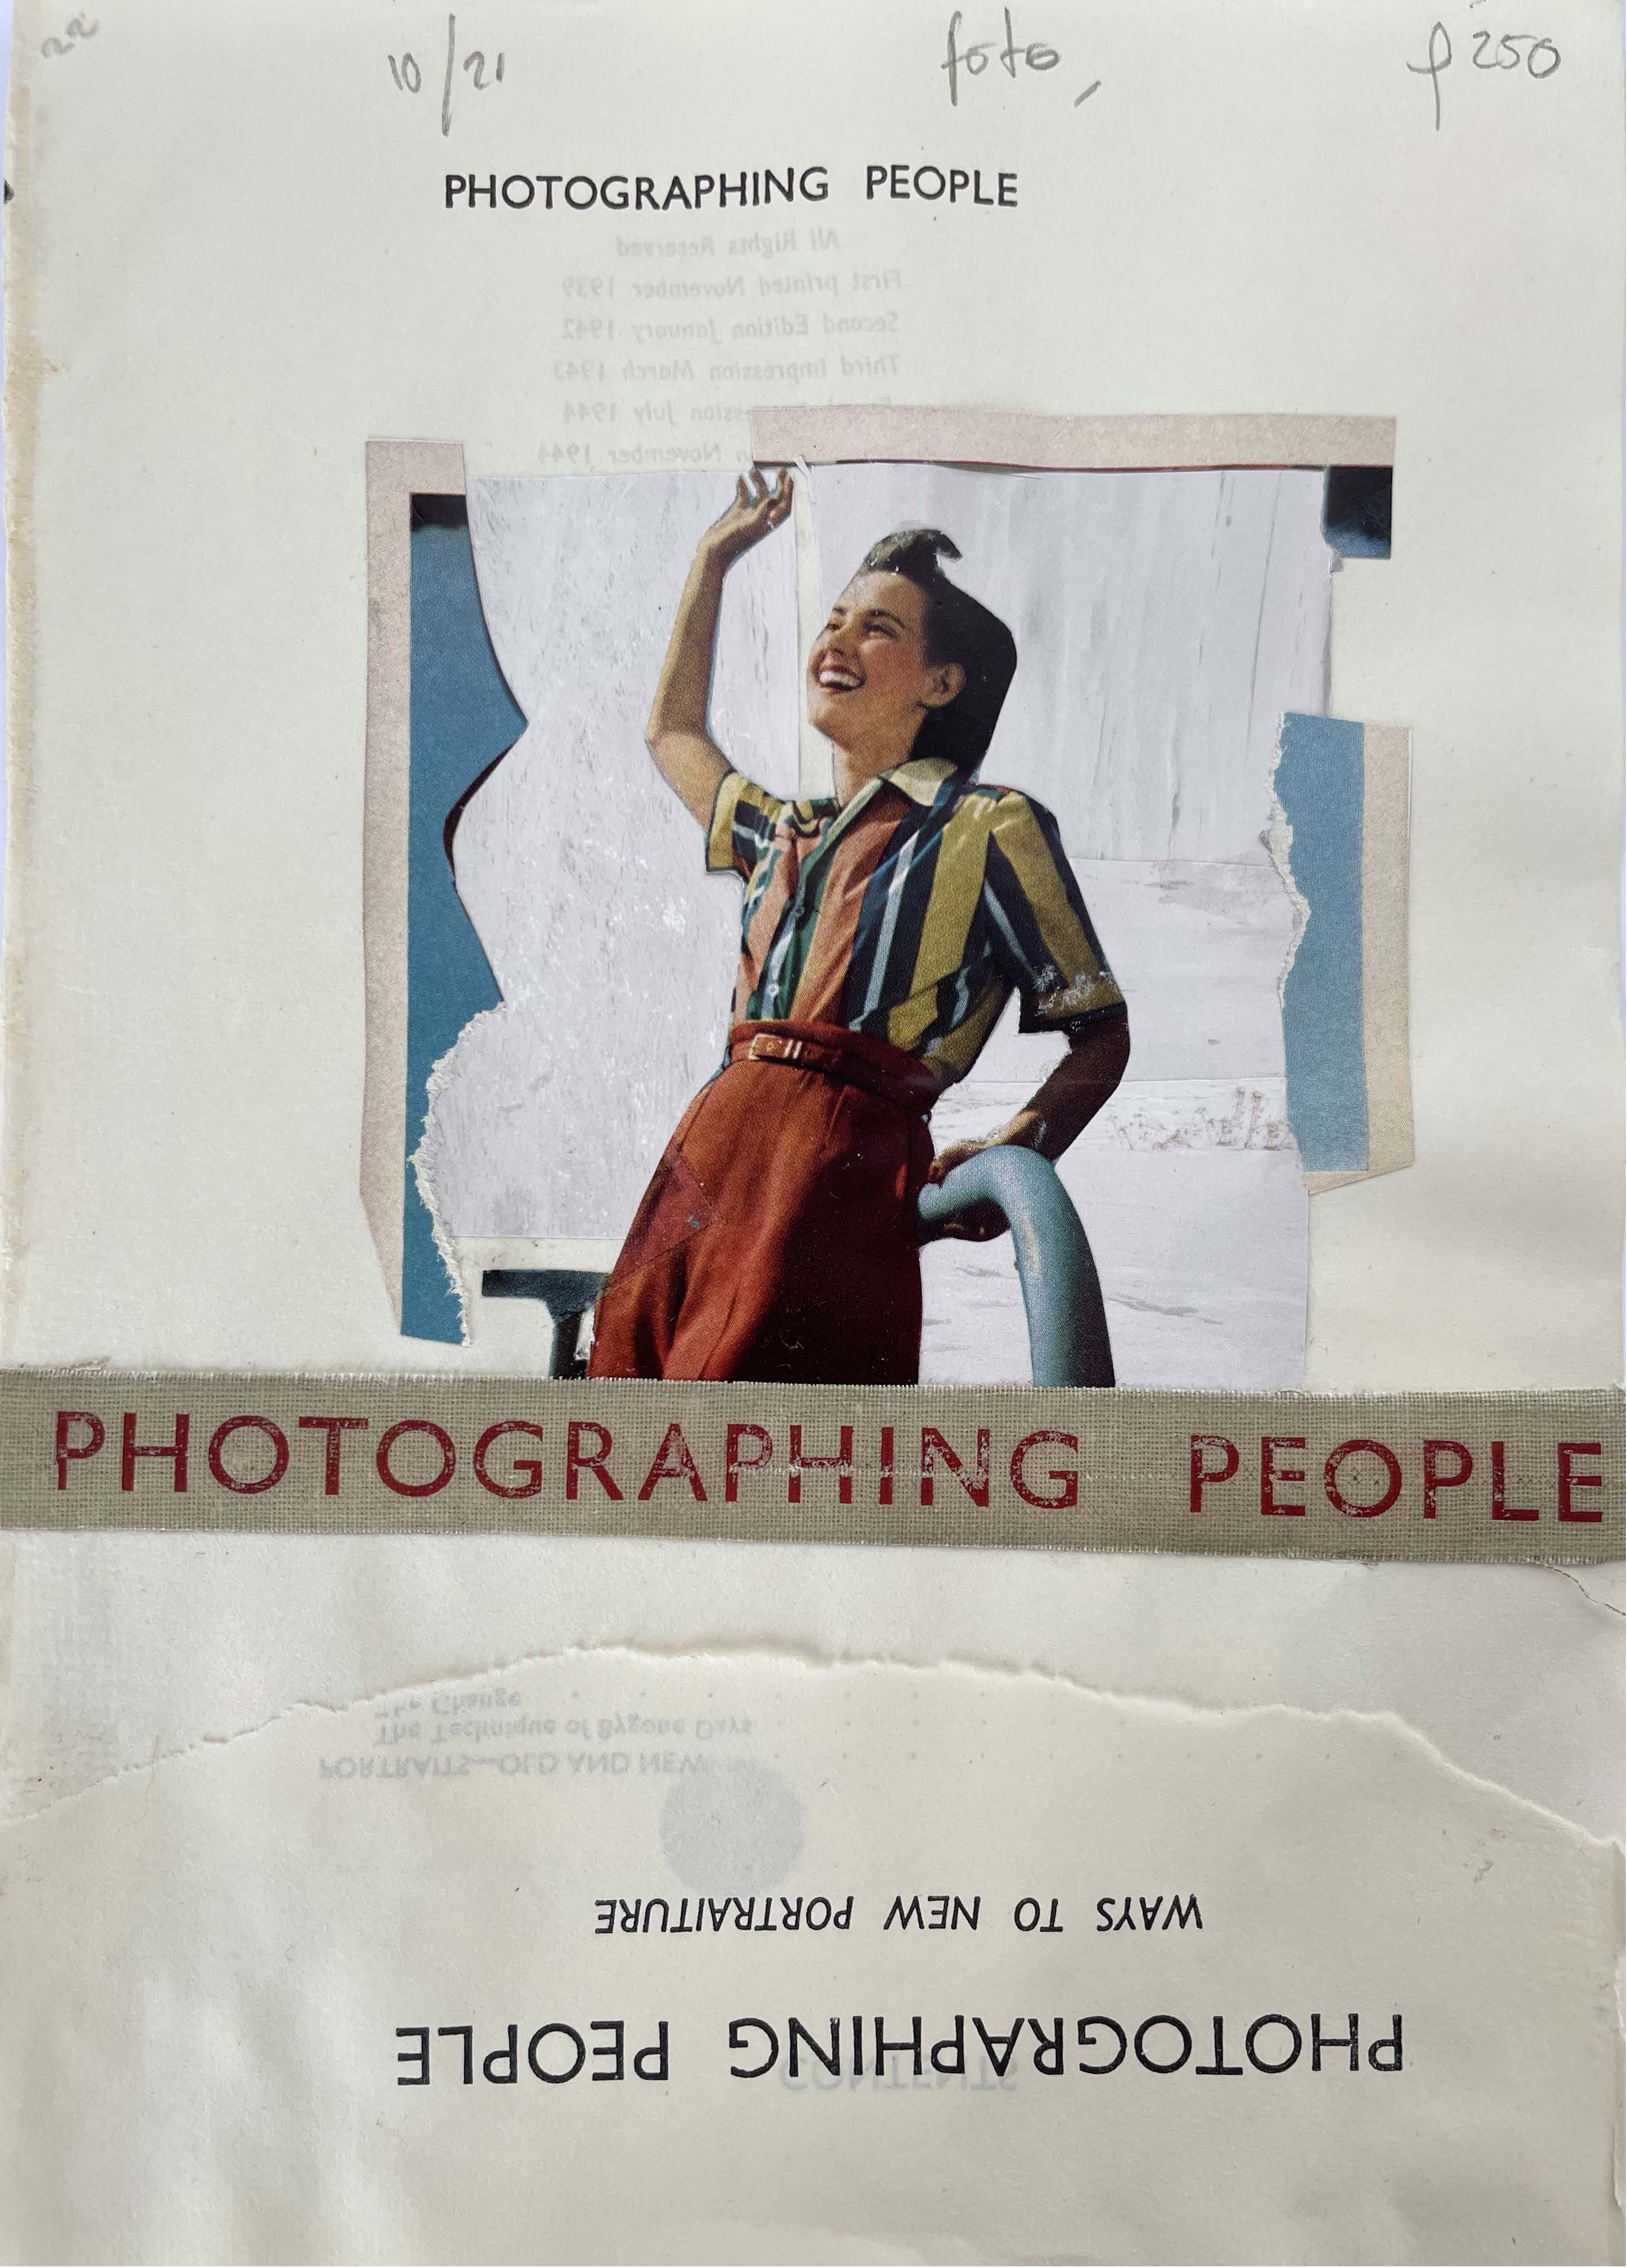 22
10/21 foto, f 250
PHOTOGRAPHING PEOPLE
All Rights Reserved
First printed November 1939
Second Edition January 1942
Third Impression March 1943
July 1944
November 1944
PHOTOGRAPHING PEOPLE
The Change
The Technique of Bygone Days
PORTRAITS—OLD AND NEW
WAYS TO NEW PORTRAITURE
PHOTOGRAPHING PEOPLE
CONTENTS